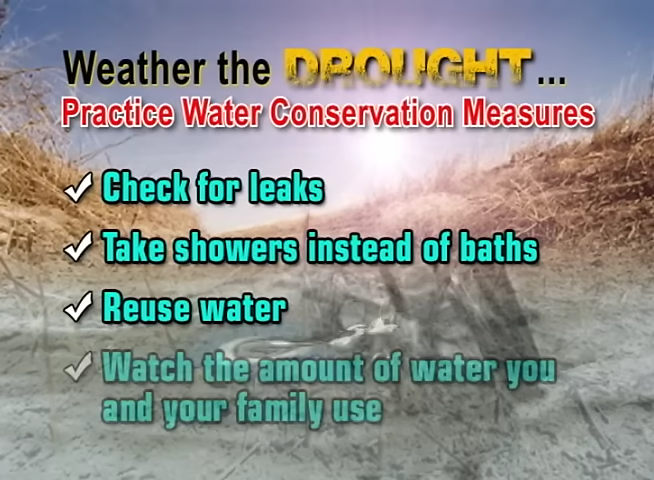 Weather the DROUGHT...
Practice Water Conservation Measures
Check for leaks
Take showers instead of baths
Reuse water
Watch the amount of water you
and your family use